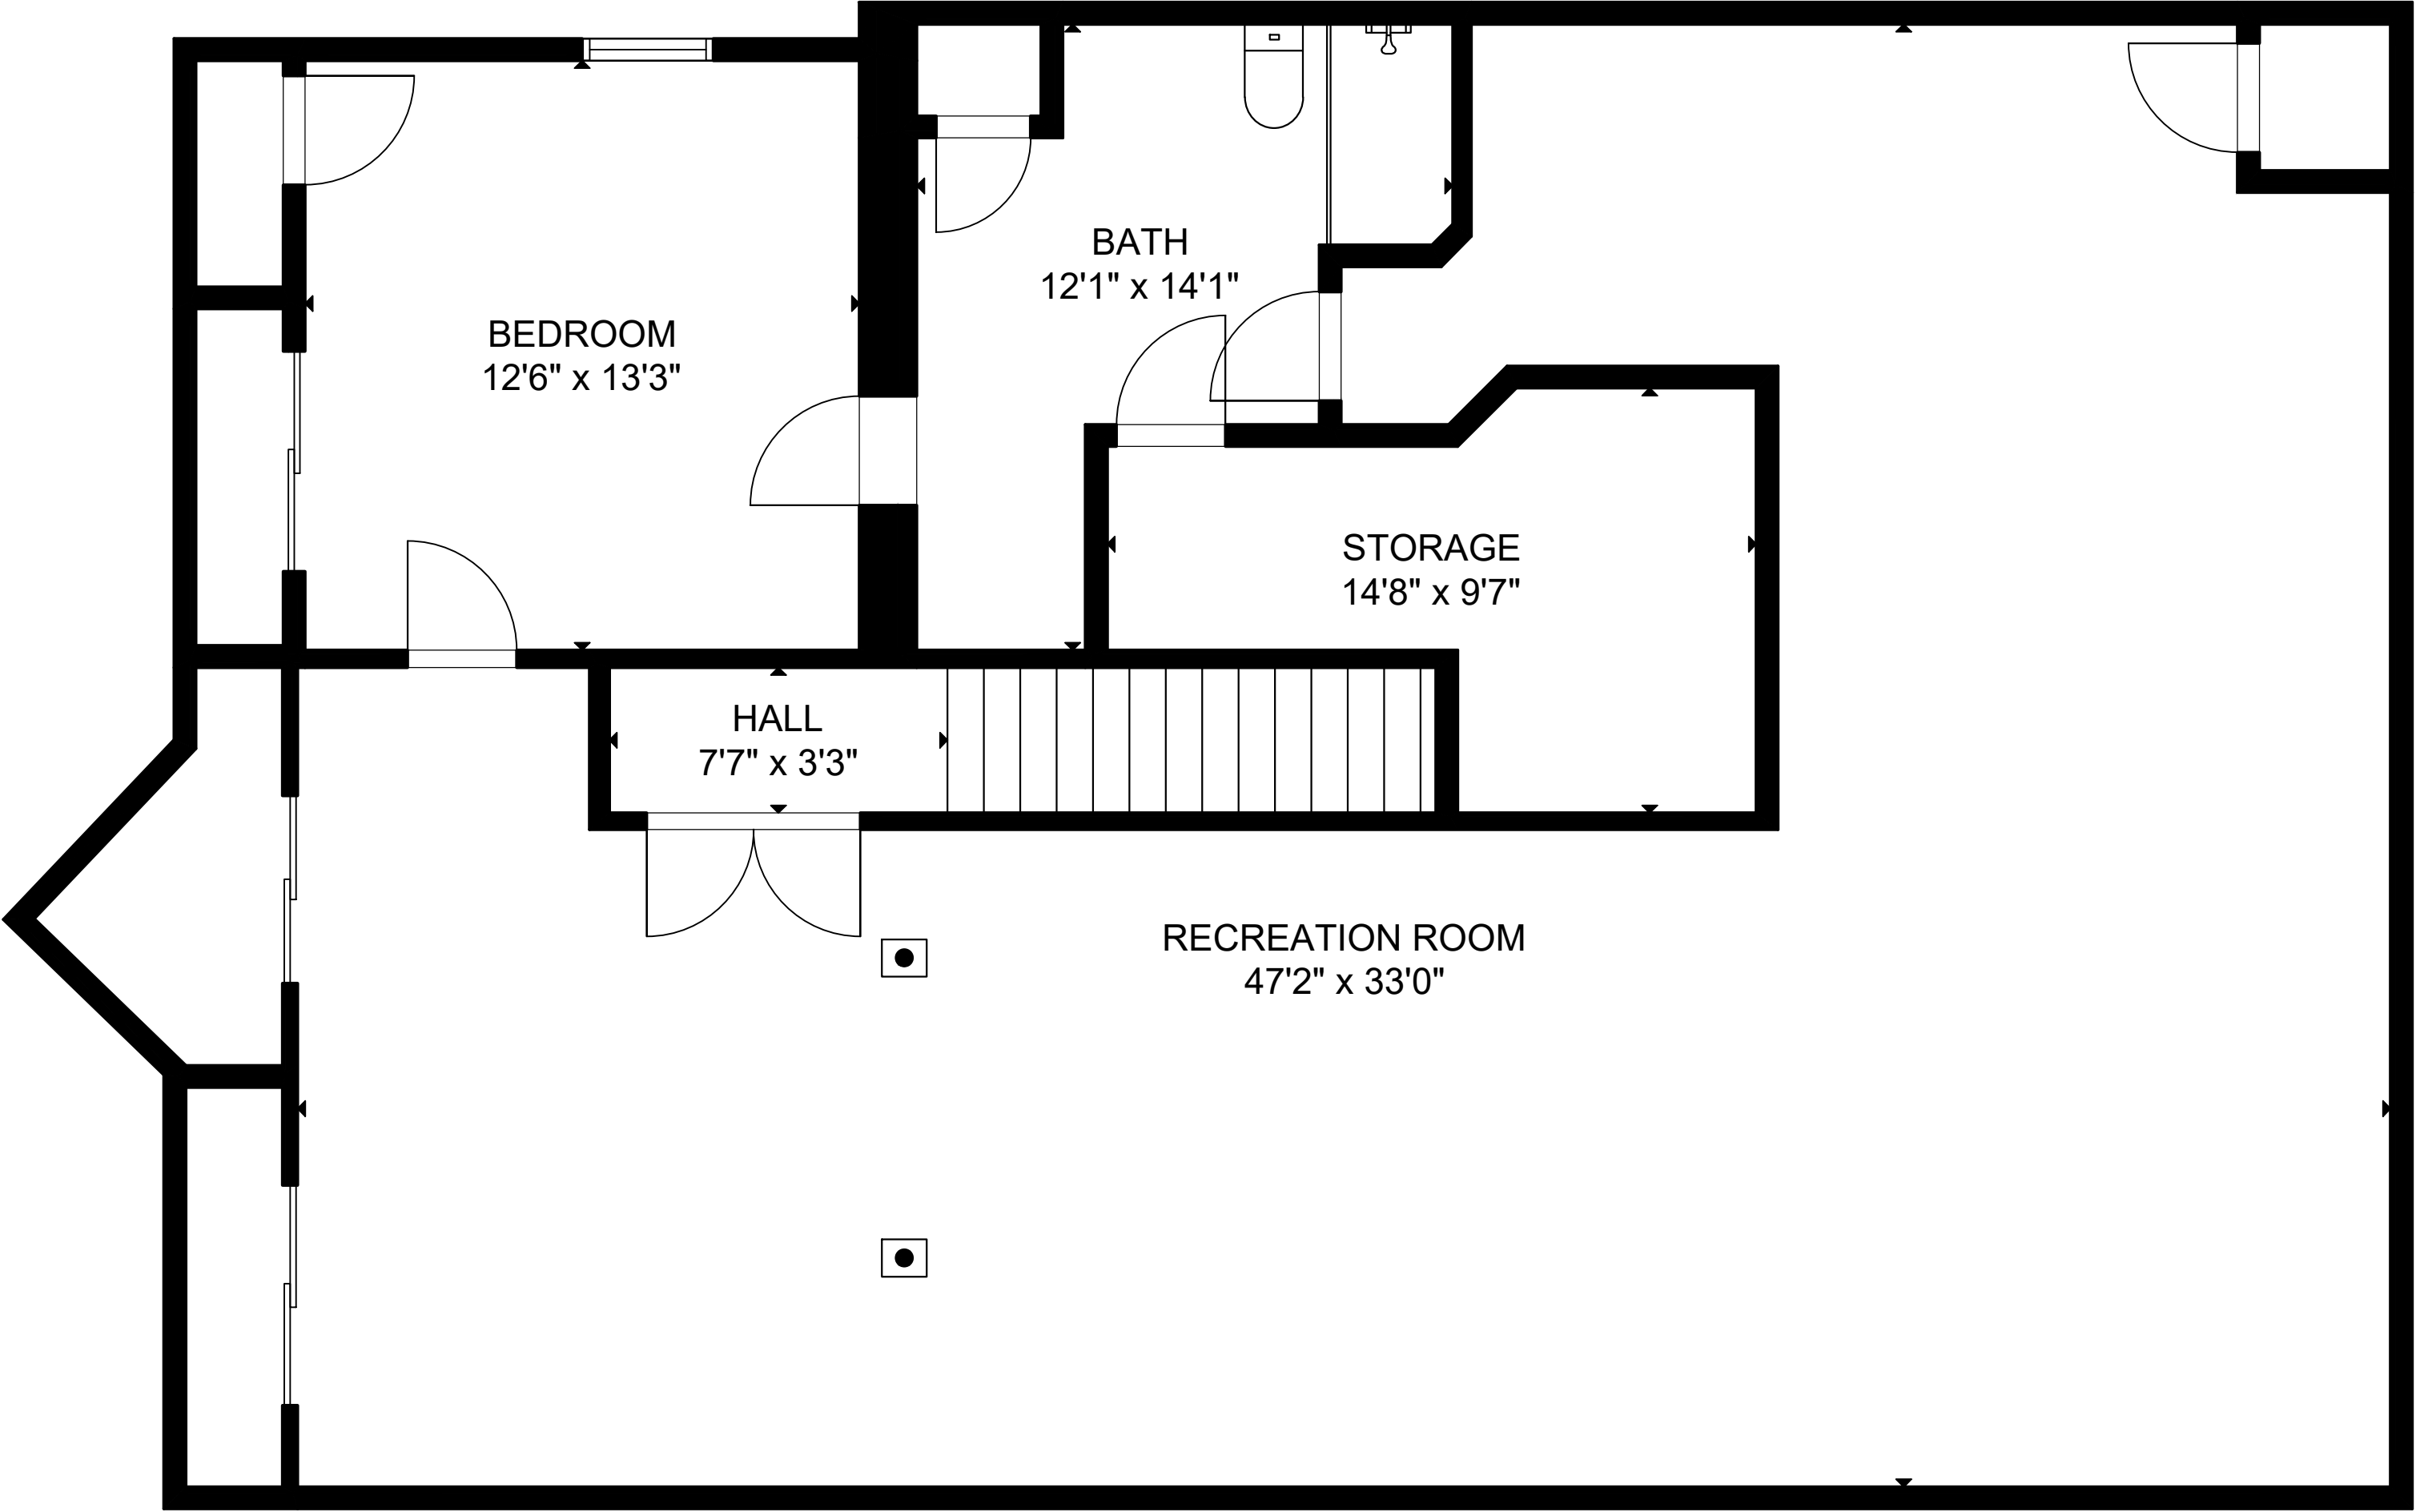 BATH
12'1" x 14'1"
BEDROOM
12'6" x 13'3"
STORAGE
14'8" x 9'7"
HALL
7'7" x 3'3"
RECREATION ROOM
47'2" x 33'0"